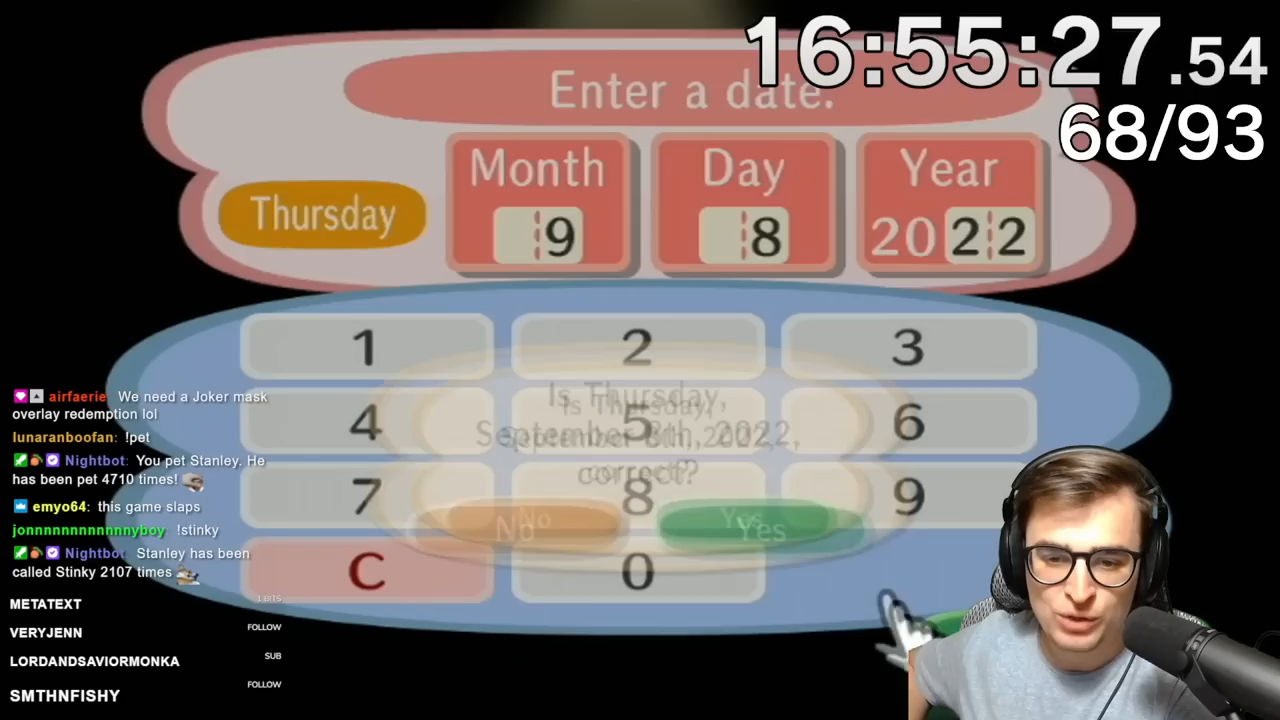 16:55:27.54
68/93
Enter a date.
Thursday
Month
9
Day
8
Year
2022
1
2
3
4
5
6
7
8
9
C
0
Is Thursday,
September 8th, 2022,
correct?
No
Yes
airfaerie: We need a Joker mask
overlay redemption lol
lunaranboofan: !pet
Nightbot: You pet Stanley. He
has been pet 4710 times!
emyo64: this game slaps
jonnnnnnnnnnnyboy: !stinky
Nightbot: Stanley has been
called Stinky 2107 times
METATEXT 1 BITS
VERYJENN FOLLOW
LORDANDSAVIORMONKA SUB
SMTHNFISHY FOLLOW